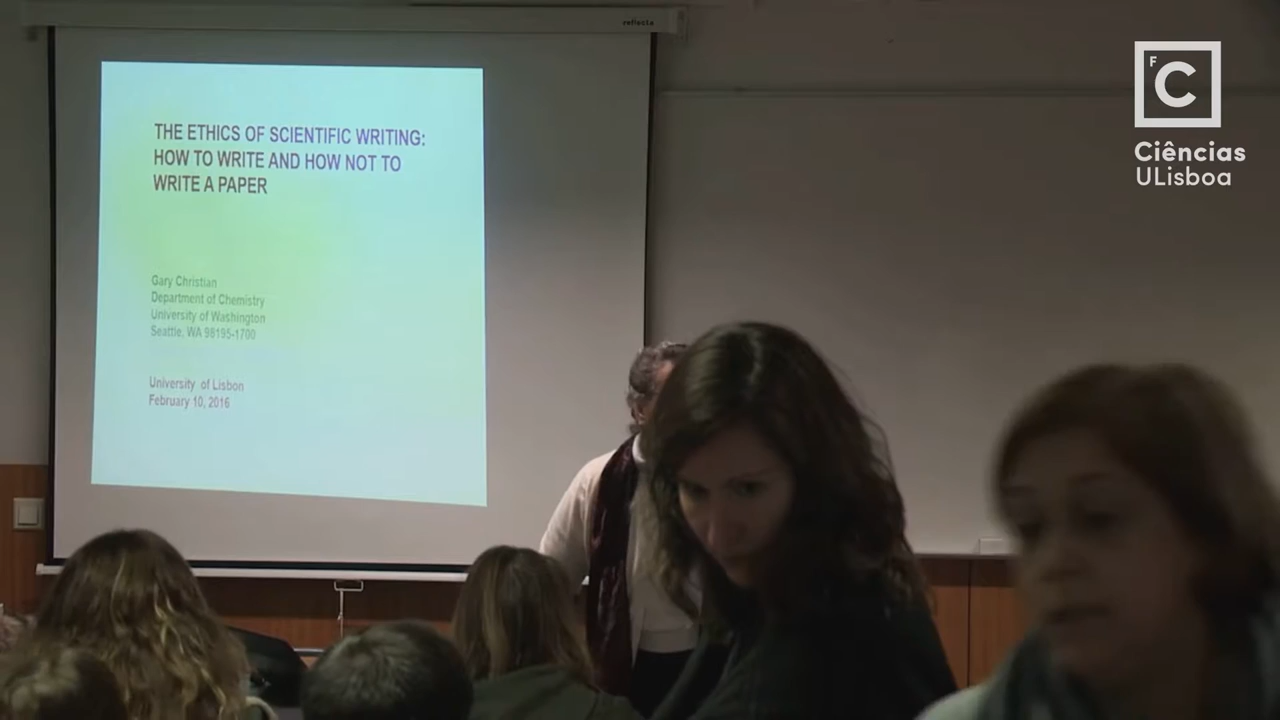 reflecta
THE ETHICS OF SCIENTIFIC WRITING:
HOW TO WRITE AND HOW NOT TO
WRITE A PAPER
Gary Christian
Department of Chemistry
University of Washington
Seattle, WA 98195-1700
University of Lisbon
February 10, 2016
F
C
Ciências
ULisboa